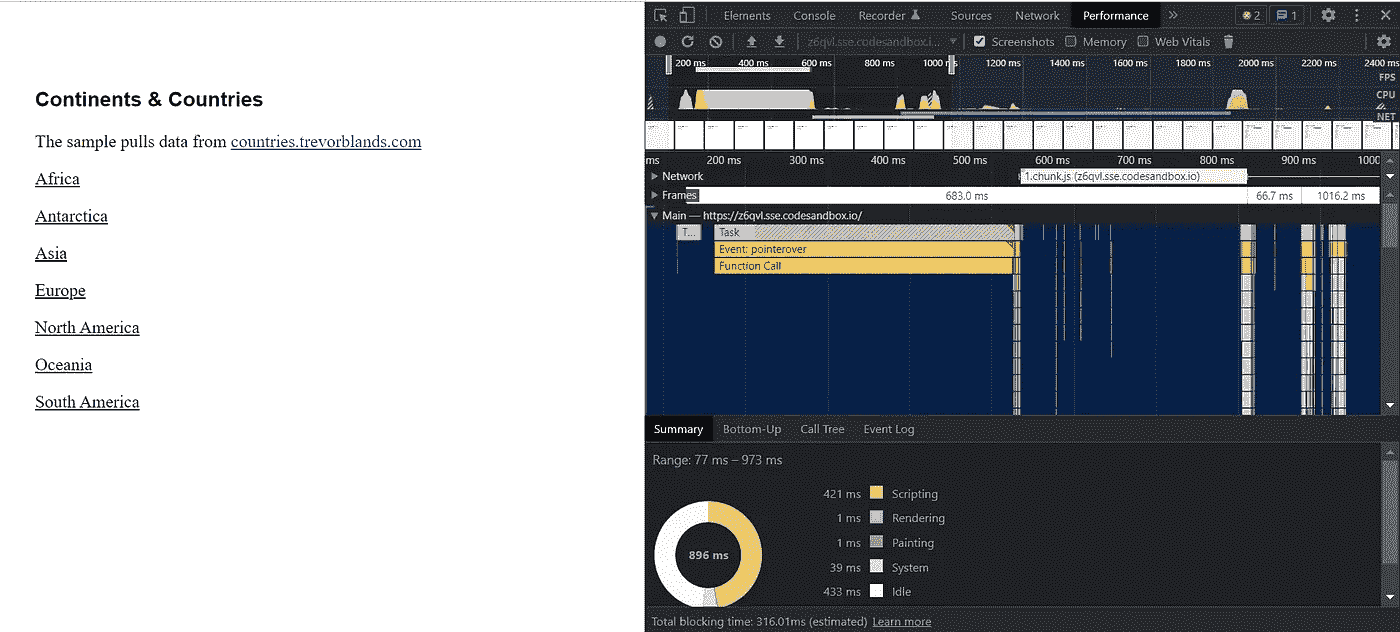 Continents & Countries
The sample pulls data from countries.trevorblands.com
Africa
Antarctica
Asia
Europe
North America
Oceania
South America
Elements Console Recorder Sources Network Performance » 2 1
z6qvl.sse.codesandbox.i... Screenshots Memory Web Vitals
200 ms 400 ms 600 ms 800 ms 1000 ms 1200 ms 1400 ms 1600 ms 1800 ms 2000 ms 2200 ms 2400 ms
FPS
CPU
NET
ms 200 ms 300 ms 400 ms 500 ms 600 ms 700 ms 800 ms 900 ms 1000
Network 1.chunk.js (z6qvl.sse.codesandbox.io)
Frames 683.0 ms 66.7 ms 1016.2 ms
Main — https://z6qvl.sse.codesandbox.io/
T... Task
Event: pointerover
Function Call
Summary Bottom-Up Call Tree Event Log
Range: 77 ms – 973 ms
421 ms Scripting
1 ms Rendering
1 ms Painting
896 ms
39 ms System
433 ms Idle
Total blocking time: 316.01ms (estimated) Learn more